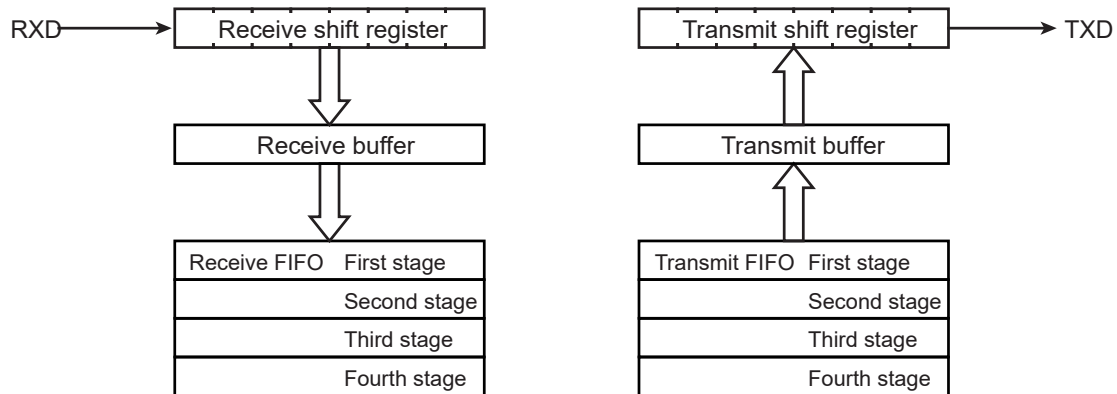 RXD
Receive shift register
Receive buffer
Receive FIFO First stage
Second stage
Third stage
Fourth stage
Transmit shift register
TXD
Transmit buffer
Transmit FIFO First stage
Second stage
Third stage
Fourth stage